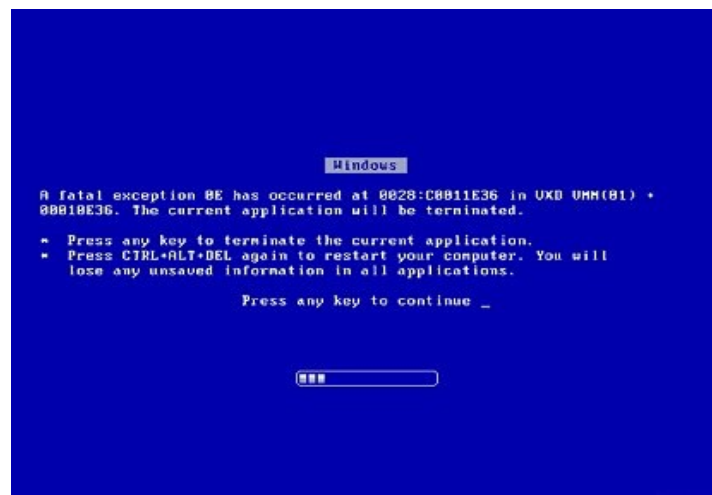 Windows
A fatal exception 0E has occurred at 0028:C0011E36 in VXD VMM(01) +
00010E36. The current application will be terminated.
* Press any key to terminate the current application.
* Press CTRL+ALT+DEL again to restart your computer. You will
lose any unsaved information in all applications.
Press any key to continue _